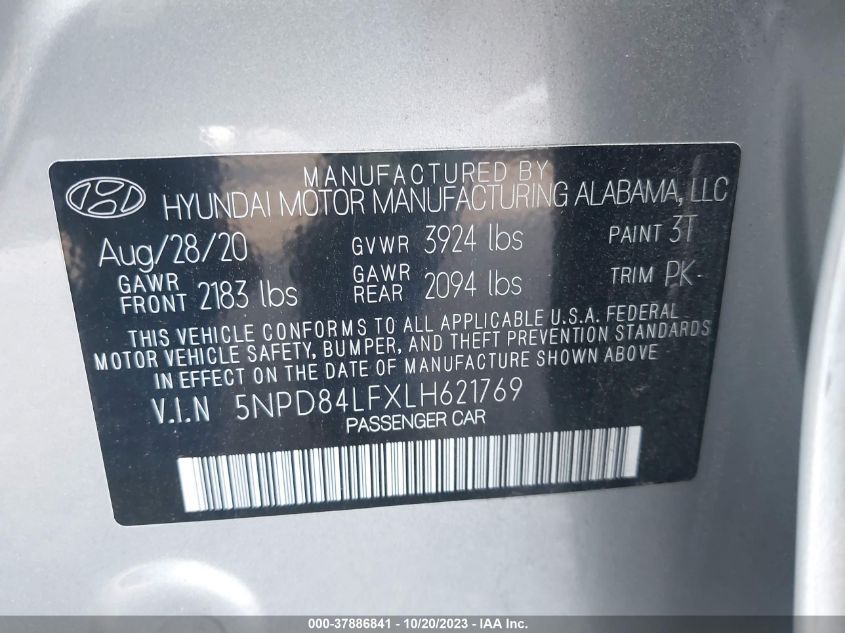 MANUFACTURED BY
HYUNDAI MOTOR MANUFACTURING ALABAMA, LLC
Aug/28/20 GVWR 3924 lbs PAINT 3T
GAWR FRONT 2183 lbs GAWR REAR 2094 lbs TRIM PK-
THIS VEHICLE CONFORMS TO ALL APPLICABLE U.S.A. FEDERAL
MOTOR VEHICLE SAFETY, BUMPER, AND THEFT PREVENTION STANDARDS
IN EFFECT ON THE DATE OF MANUFACTURE SHOWN ABOVE
V.I.N 5NPD84LFXLH621769
PASSENGER CAR
000-37886841 - 10/20/2023 - IAA Inc.